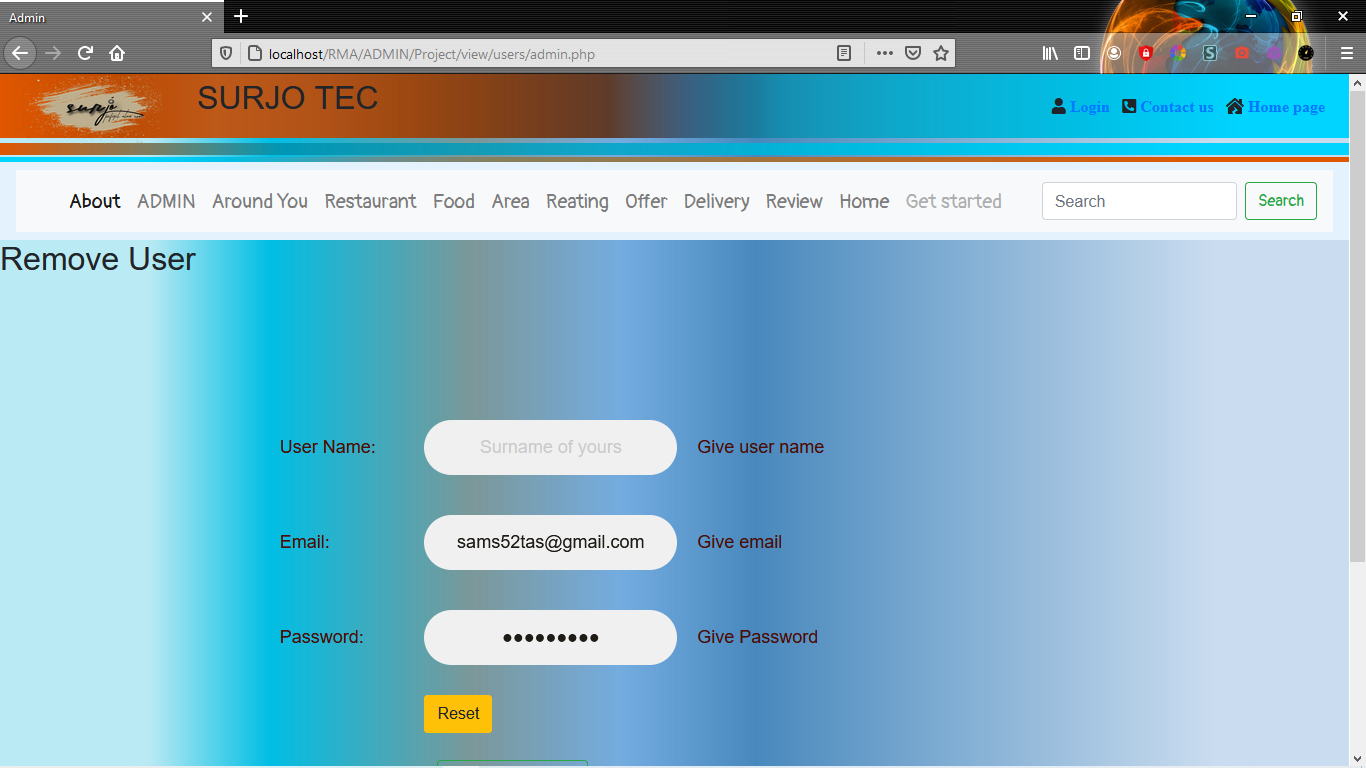 Admin
localhost/RMA/ADMIN/Project/view/users/admin.php
surjo
SURJO TEC
Login Contact us Home page
About ADMIN Around You Restaurant Food Area Reating Offer Delivery Review Home Get started Search Search
Remove User
User Name: Surname of yours Give user name
Email: sams52tas@gmail.com Give email
Password: ●●●●●●●●● Give Password
Reset